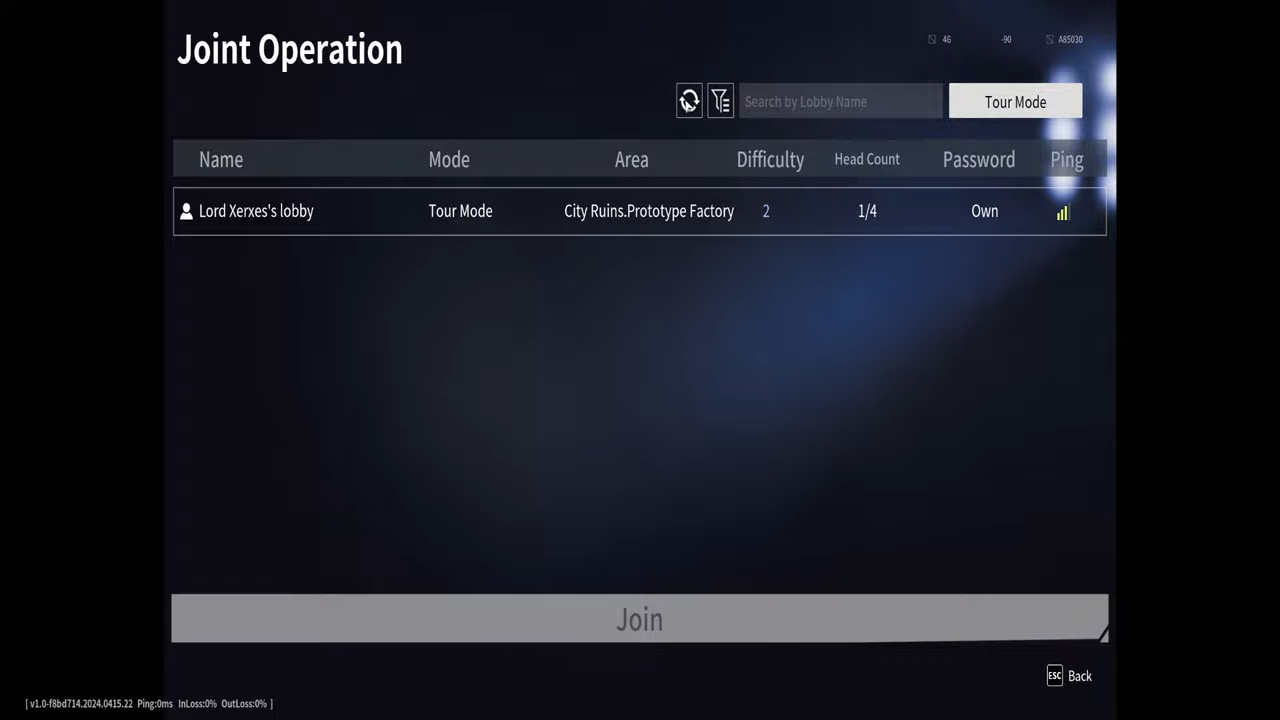 Joint Operation
46 -90 A85030
Search by Lobby Name Tour Mode
Name Mode Area Difficulty Head Count Password Ping
Lord Xerxes's lobby Tour Mode City Ruins.Prototype Factory 2 1/4 Own
Join
ESC Back
[ v1.0-f8bd714.2024.0415.22 Ping:0ms InLoss:0% OutLoss:0% ]